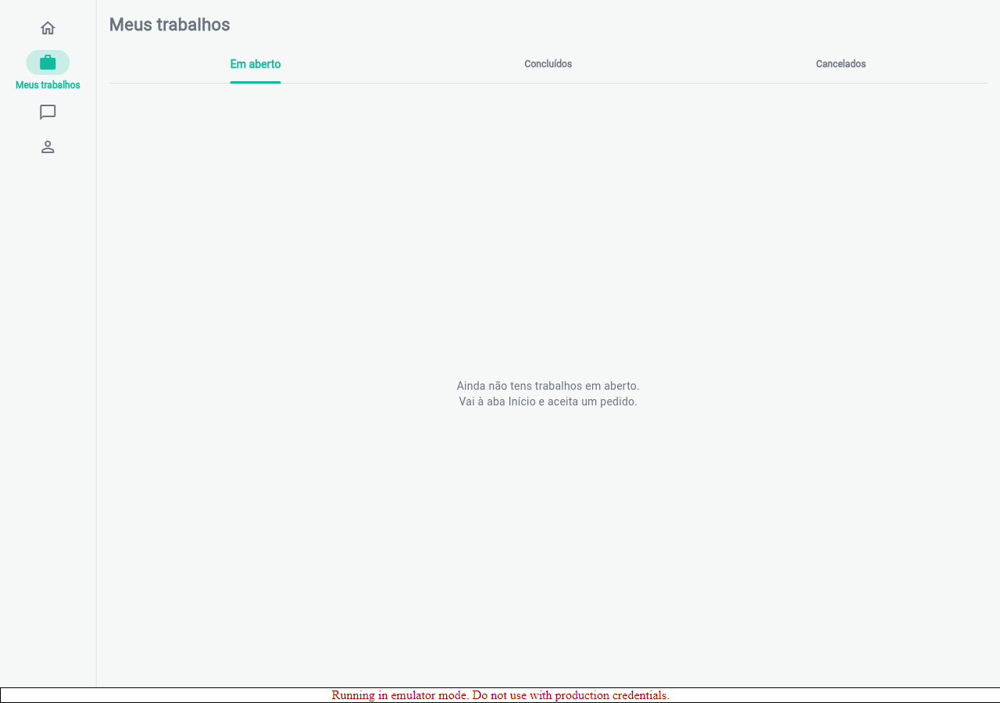 Meus trabalhos
Em aberto
Concluídos
Cancelados
Meus trabalhos
Ainda não tens trabalhos em aberto.
Vai à aba Início e aceita um pedido.
Running in emulator mode. Do not use with production credentials.